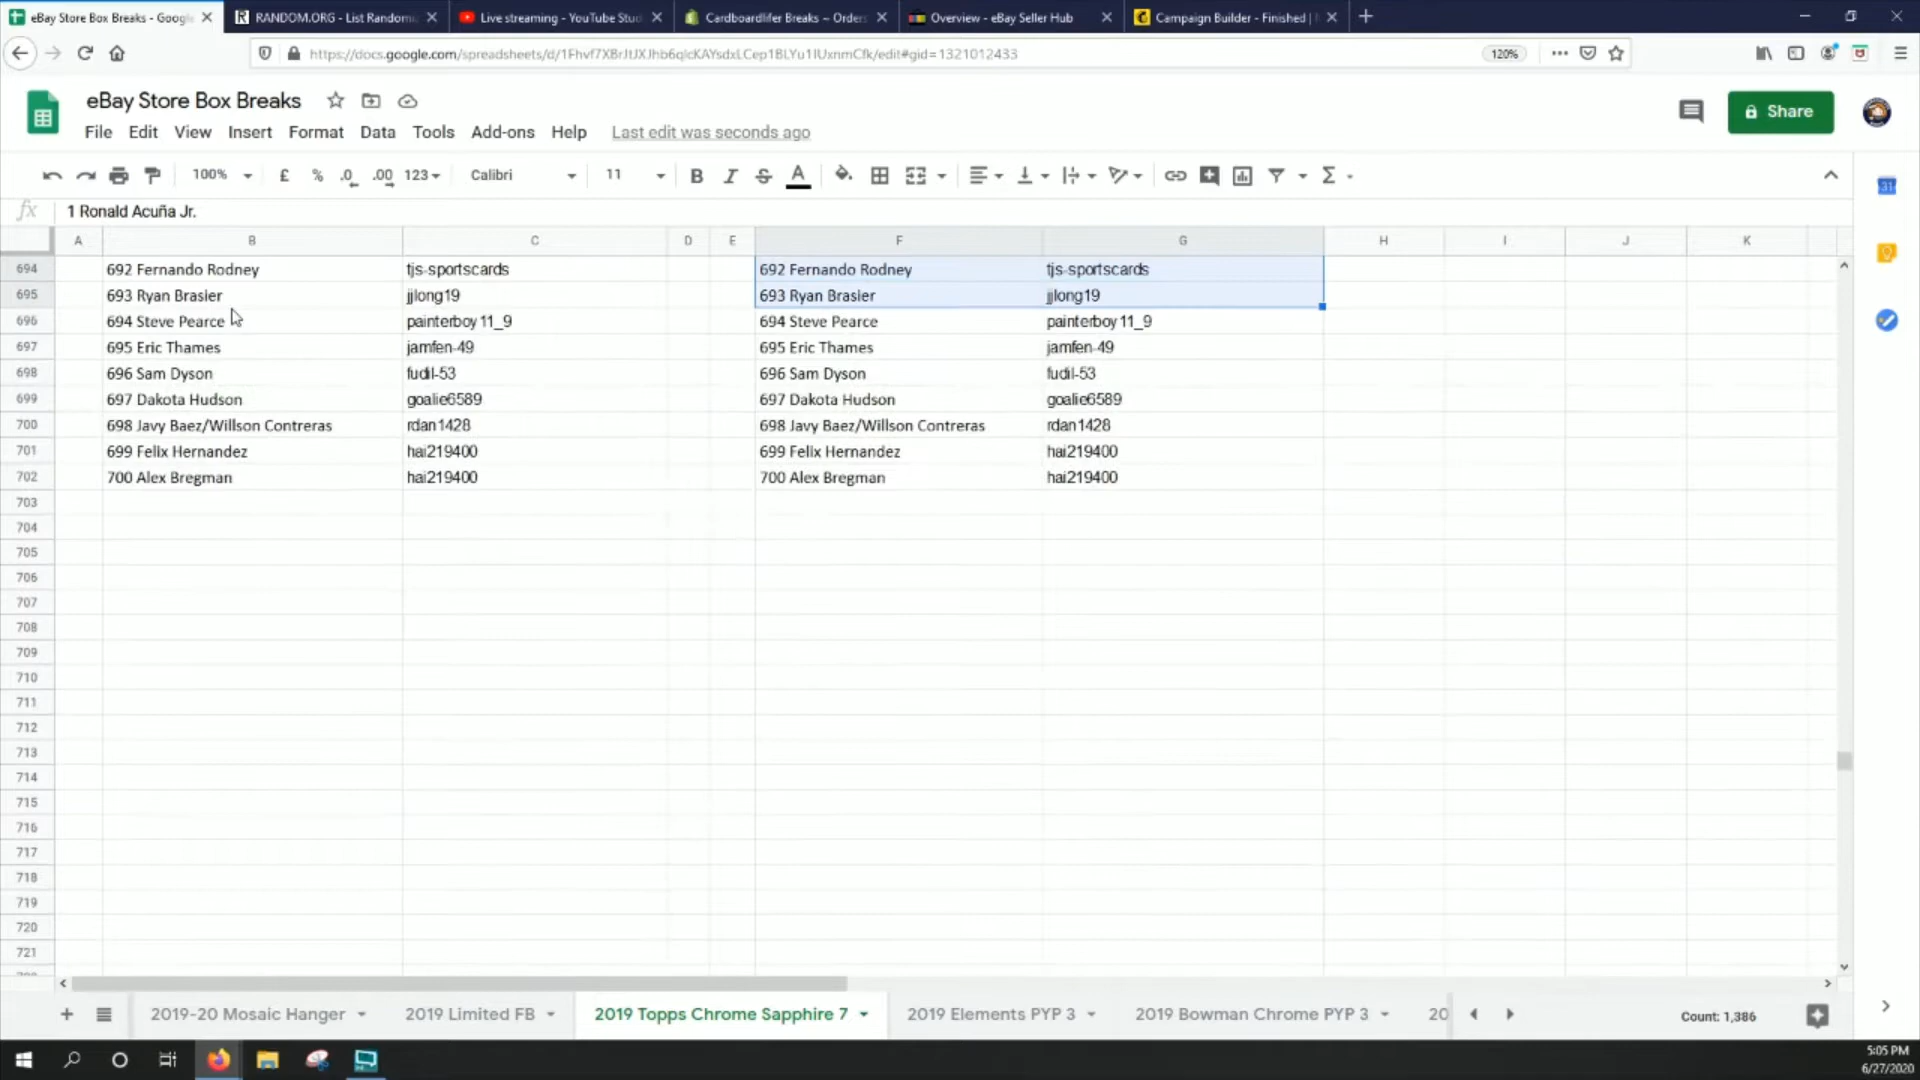 eBay Store Box Breaks - Google
RANDOM.ORG - List Randomi
Live streaming - YouTube Stud
Cardboardlifer Breaks ~ Orders
Overview - eBay Seller Hub
Campaign Builder - Finished |
120%
eBay Store Box Breaks
Share
File Edit View Insert Format Data Tools Add-ons Help Last edit was seconds ago
100% £ % .0 .00 123 Calibri 11 B I S A Σ
fx 1 Ronald Acuña Jr.
A B C D E F G H I J K
694 692 Fernando Rodney tjs-sportscards 692 Fernando Rodney tjs-sportscards
695 693 Ryan Brasier jjlong19 693 Ryan Brasier jjlong19
696 694 Steve Pearce painterboy11_9 694 Steve Pearce painterboy11_9
697 695 Eric Thames jamfen-49 695 Eric Thames jamfen-49
698 696 Sam Dyson fudil-53 696 Sam Dyson fudil-53
699 697 Dakota Hudson goalie6589 697 Dakota Hudson goalie6589
700 698 Javy Baez/Willson Contreras rdan1428 698 Javy Baez/Willson Contreras rdan1428
701 699 Felix Hernandez hai219400 699 Felix Hernandez hai219400
702 700 Alex Bregman hai219400 700 Alex Bregman hai219400
703
704
705
706
707
708
709
710
711
712
713
714
715
716
717
718
719
720
721
2019-20 Mosaic Hanger 2019 Limited FB 2019 Topps Chrome Sapphire 7 2019 Elements PYP 3 2019 Bowman Chrome PYP 3 20 Count: 1,386
5:05 PM
6/27/2020